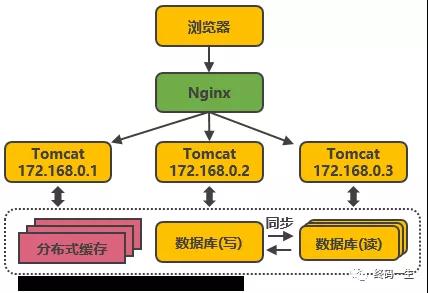 浏览器
Nginx
Tomcat
172.168.0.1
Tomcat
172.168.0.2
Tomcat
172.168.0.3
分布式缓存
数据库(写)
同步
数据库(读)
终码一生